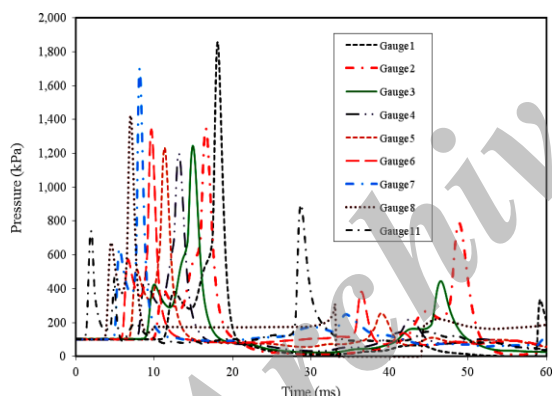 2,000
1,800
1,600
1,400
1,200
1,000
800
600
400
200
0
Pressure (kPa)
0 10 20 30 40 50 60
Time (ms)
Gauge1
Gauge2
Gauge3
Gauge4
Gauge5
Gauge6
Gauge7
Gauge8
Gauge11
Archiv